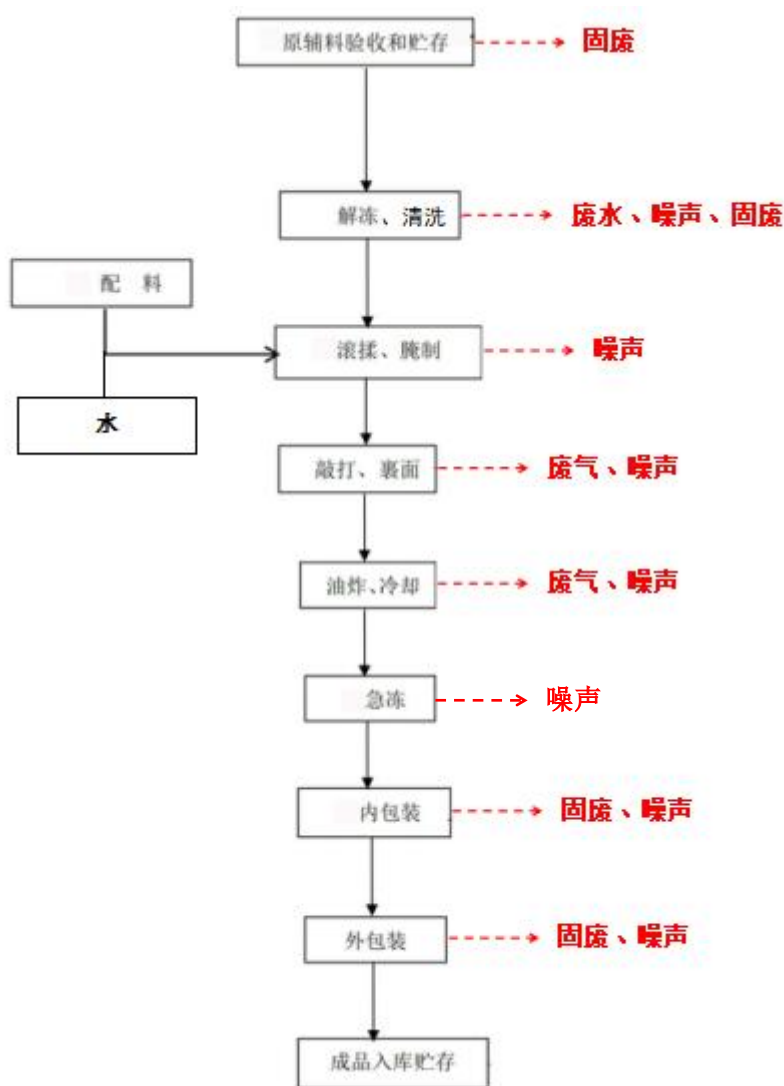 原辅料验收和贮存 固废
解冻、清洗 废水、噪声、固废
配 料
滚揉、腌制 噪声
水
敲打、裹面 废气、噪声
油炸、冷却 废气、噪声
急冻 噪声
内包装 固废、噪声
外包装 固废、噪声
成品入库贮存